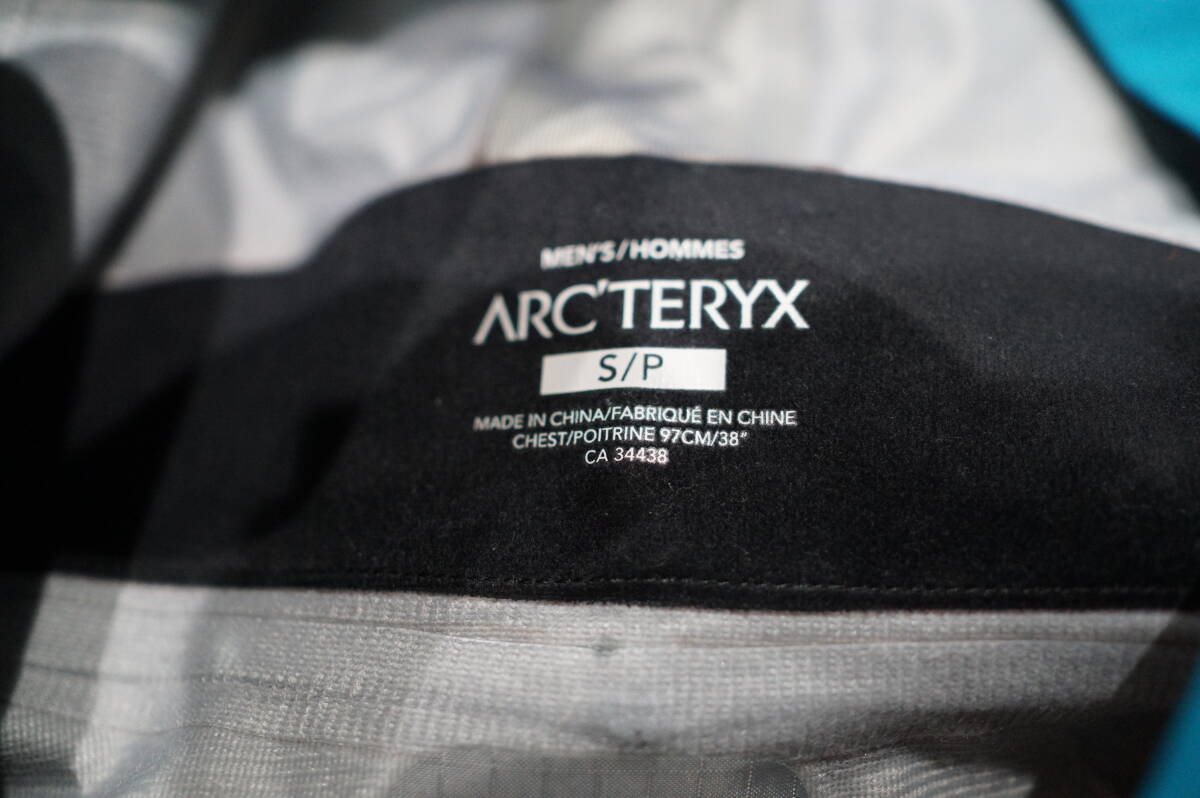 MEN'S/HOMMES
ARC'TERYX
S/P
MADE IN CHINA/FABRIQUÉ EN CHINE
CHEST/POITRINE 97CM/38"
CA 34438